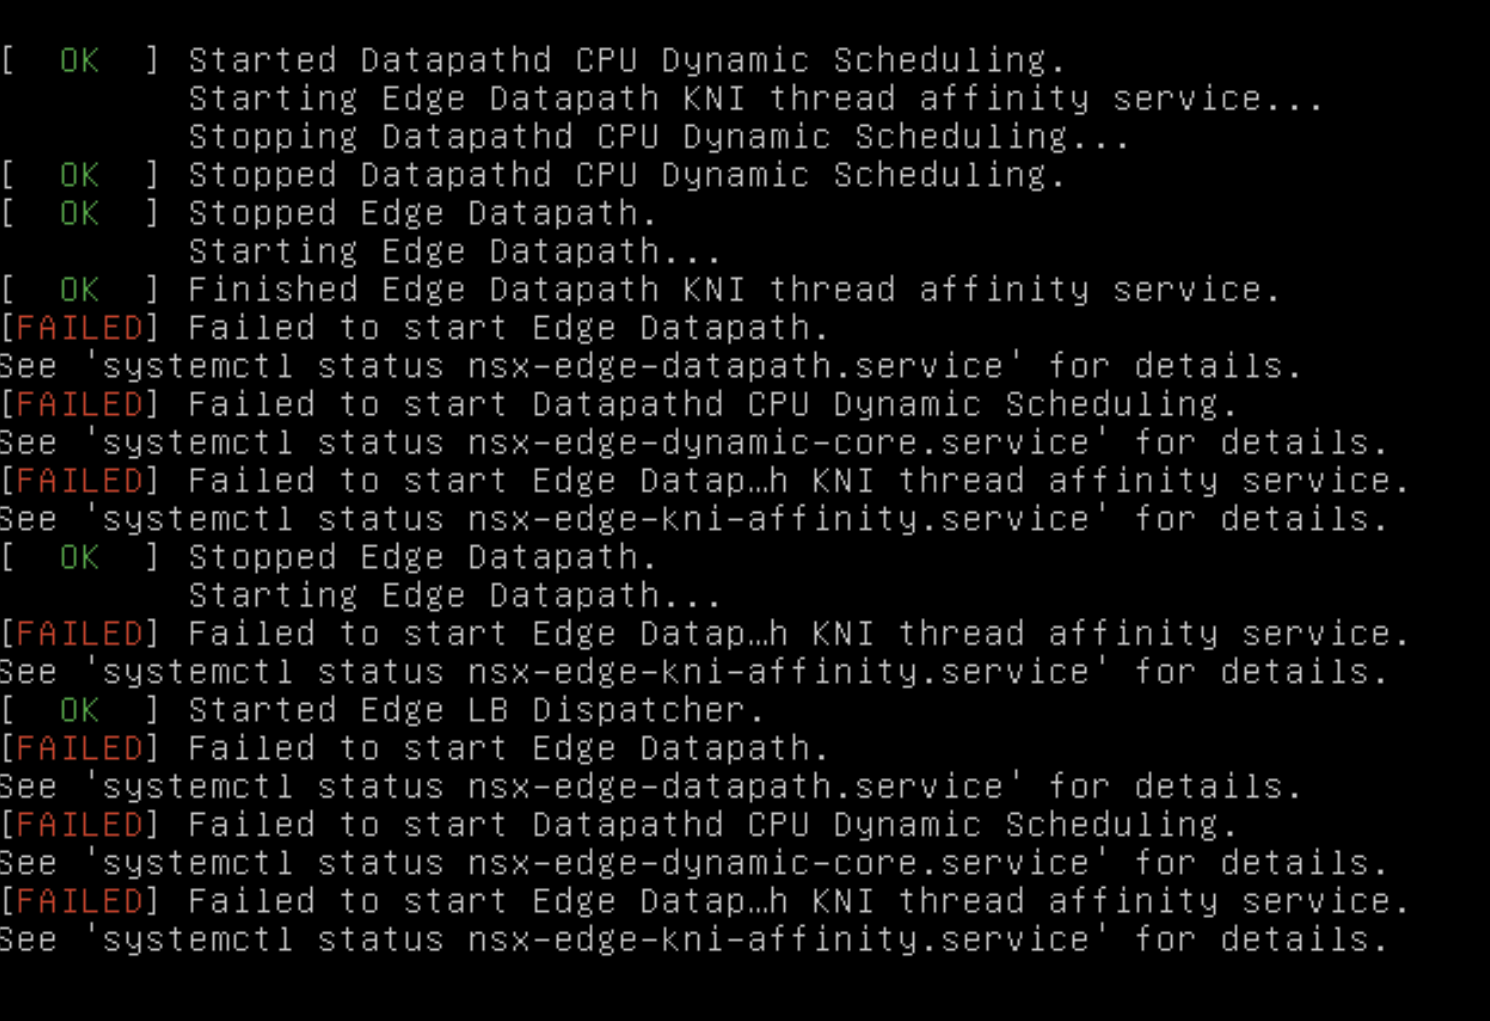 [  OK  ] Started Datapathd CPU Dynamic Scheduling.
         Starting Edge Datapath KNI thread affinity service...
         Stopping Datapathd CPU Dynamic Scheduling...
[  OK  ] Stopped Datapathd CPU Dynamic Scheduling.
[  OK  ] Stopped Edge Datapath.
         Starting Edge Datapath...
[  OK  ] Finished Edge Datapath KNI thread affinity service.
[FAILED] Failed to start Edge Datapath.
See 'systemctl status nsx-edge-datapath.service' for details.
[FAILED] Failed to start Datapathd CPU Dynamic Scheduling.
See 'systemctl status nsx-edge-dynamic-core.service' for details.
[FAILED] Failed to start Edge Datap…h KNI thread affinity service.
See 'systemctl status nsx-edge-kni-affinity.service' for details.
[  OK  ] Stopped Edge Datapath.
         Starting Edge Datapath...
[FAILED] Failed to start Edge Datap…h KNI thread affinity service.
See 'systemctl status nsx-edge-kni-affinity.service' for details.
[  OK  ] Started Edge LB Dispatcher.
[FAILED] Failed to start Edge Datapath.
See 'systemctl status nsx-edge-datapath.service' for details.
[FAILED] Failed to start Datapathd CPU Dynamic Scheduling.
See 'systemctl status nsx-edge-dynamic-core.service' for details.
[FAILED] Failed to start Edge Datap…h KNI thread affinity service.
See 'systemctl status nsx-edge-kni-affinity.service' for details.